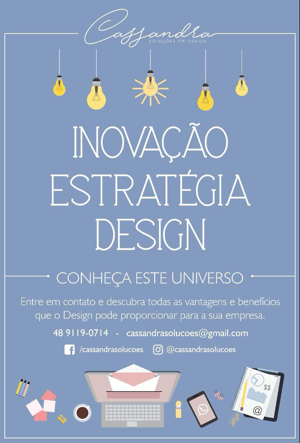 Cassandra
SOLUÇÕES EM DESIGN
INOVAÇÃO
ESTRATÉGIA
DESIGN
CONHEÇA ESTE UNIVERSO
Entre em contato e descubra todas as vantagens e benefícios
que o Design pode proporcionar para a sua empresa.
48 9119-0714 - cassandrasolucoes@gmail.com
/cassandrasolucoes @cassandrasolucoes
$$
@